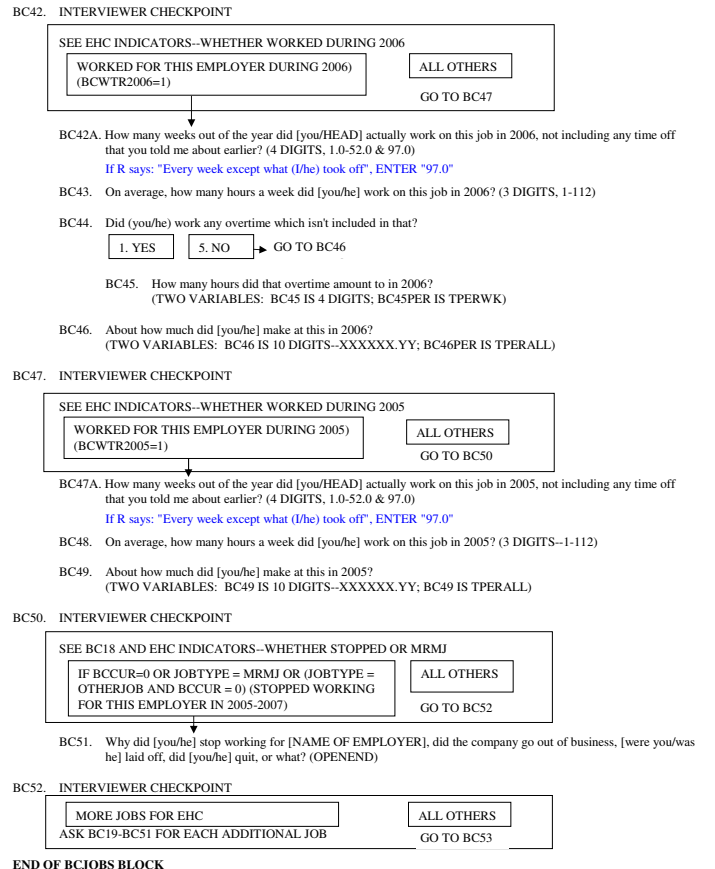 BC42. INTERVIEWER CHECKPOINT
SEE EHC INDICATORS--WHETHER WORKED DURING 2006
WORKED FOR THIS EMPLOYER DURING 2006)
(BCWTR2006=1)
ALL OTHERS
GO TO BC47
BC42A. How many weeks out of the year did [you/HEAD] actually work on this job in 2006, not including any time off
that you told me about earlier? (4 DIGITS, 1.0-52.0 & 97.0)
If R says: "Every week except what (I/he) took off", ENTER "97.0"
BC43. On average, how many hours a week did [you/he] work on this job in 2006? (3 DIGITS, 1-112)
BC44. Did (you/he) work any overtime which isn't included in that?
1. YES 5. NO GO TO BC46
BC45. How many hours did that overtime amount to in 2006?
(TWO VARIABLES: BC45 IS 4 DIGITS; BC45PER IS TPERWK)
BC46. About how much did [you/he] make at this in 2006?
(TWO VARIABLES: BC46 IS 10 DIGITS--XXXXXX.YY; BC46PER IS TPERALL)
BC47. INTERVIEWER CHECKPOINT
SEE EHC INDICATORS--WHETHER WORKED DURING 2005
WORKED FOR THIS EMPLOYER DURING 2005)
(BCWTR2005=1)
ALL OTHERS
GO TO BC50
BC47A. How many weeks out of the year did [you/HEAD] actually work on this job in 2005, not including any time off
that you told me about earlier? (4 DIGITS, 1.0-52.0 & 97.0)
If R says: "Every week except what (I/he) took off", ENTER "97.0"
BC48. On average, how many hours a week did [you/he] work on this job in 2005? (3 DIGITS--1-112)
BC49. About how much did [you/he] make at this in 2005?
(TWO VARIABLES: BC49 IS 10 DIGITS--XXXXXX.YY; BC49 IS TPERALL)
BC50. INTERVIEWER CHECKPOINT
SEE BC18 AND EHC INDICATORS--WHETHER STOPPED OR MRMJ
IF BCCUR=0 OR JOBTYPE = MRMJ OR (JOBTYPE =
OTHERJOB AND BCCUR = 0) (STOPPED WORKING
FOR THIS EMPLOYER IN 2005-2007)
ALL OTHERS
GO TO BC52
BC51. Why did [you/he] stop working for [NAME OF EMPLOYER], did the company go out of business, [were you/was
he] laid off, did [you/he] quit, or what? (OPENEND)
BC52. INTERVIEWER CHECKPOINT
MORE JOBS FOR EHC
ASK BC19-BC51 FOR EACH ADDITIONAL JOB
ALL OTHERS
GO TO BC53
END OF BCJOBS BLOCK